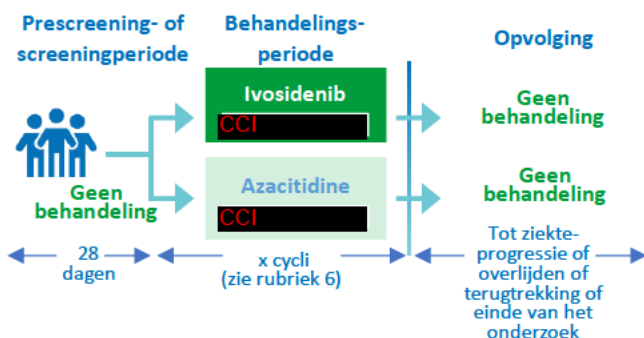 Prescreening- of
screeningperiode
Behandelings-
periode
Opvolging
Ivosidenib
CCI
Azacitidine
CCI
Geen
behandeling
Geen
behandeling
Geen
behandeling
28
dagen
x cycli
(zie rubriek 6)
Tot ziekte-
progressie of
overlijden of
terugtrekking of
einde van het
onderzoek